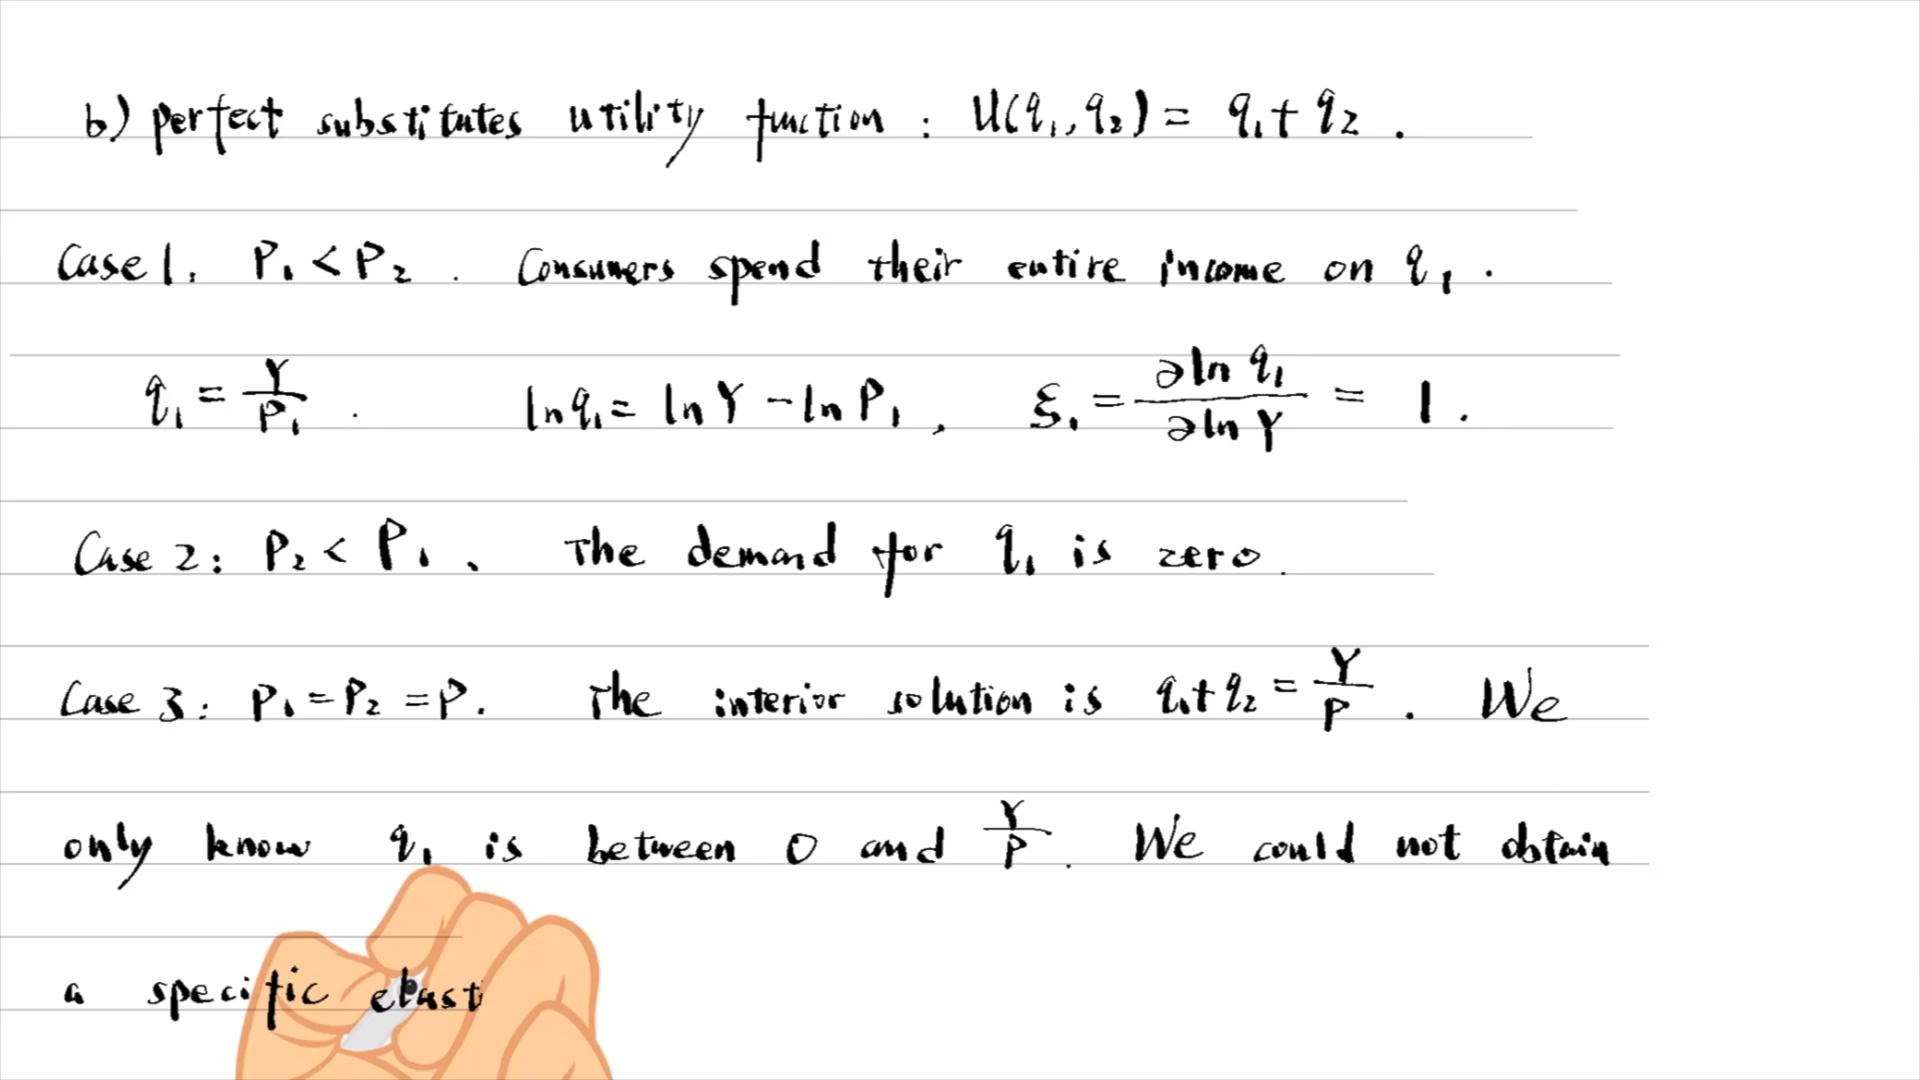 b) perfect substitutes utility function : U(q₁, q₂) = q₁ + q₂ .
Case 1. P₁ < P₂ . Consumers spend their entire income on q₁ .
q₁ = Y/P₁ . ln q₁ = ln Y - ln P₁ , ξ₁ = ∂ ln q₁ / ∂ ln Y = 1 .
Case 2: P₂ < P₁ . The demand for q₁ is zero .
Case 3: P₁ = P₂ = P. The interior solution is q₁ + q₂ = Y/P . We
only know q₁ is between 0 and Y/P . We could not obtain
a specific elasti